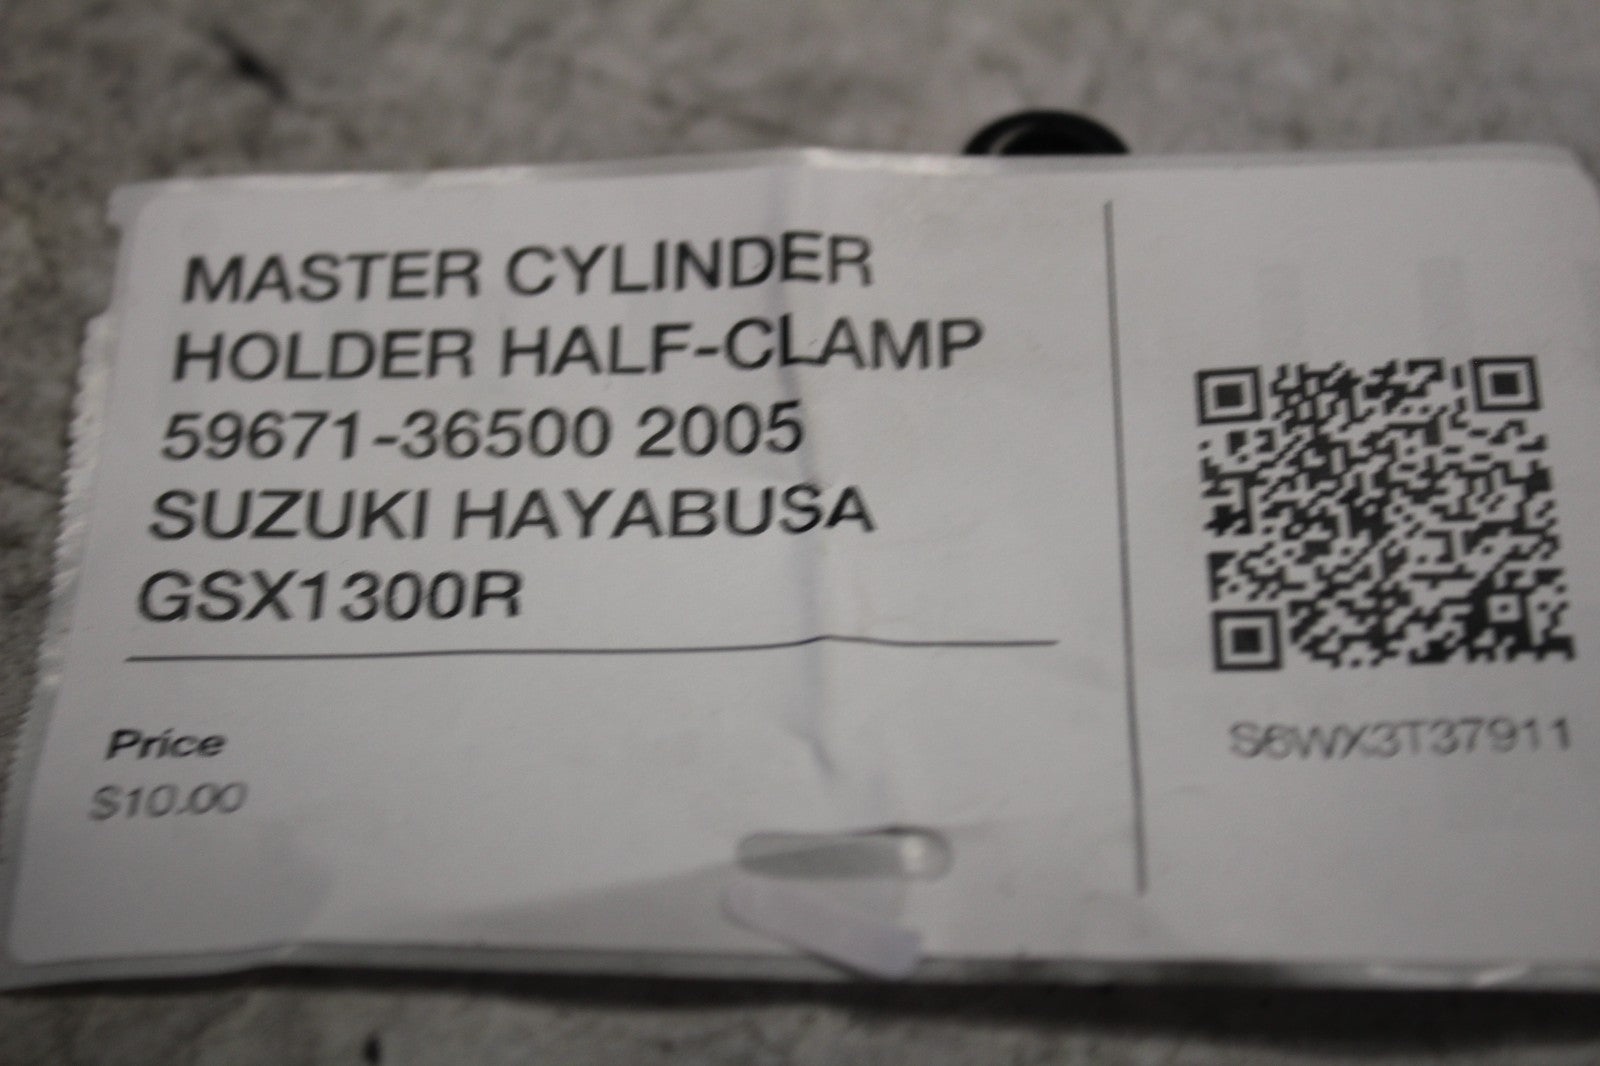 MASTER CYLINDER
HOLDER HALF-CLAMP
59671-36500 2005
SUZUKI HAYABUSA
GSX1300R
Price
$10.00
S6WX3T37911